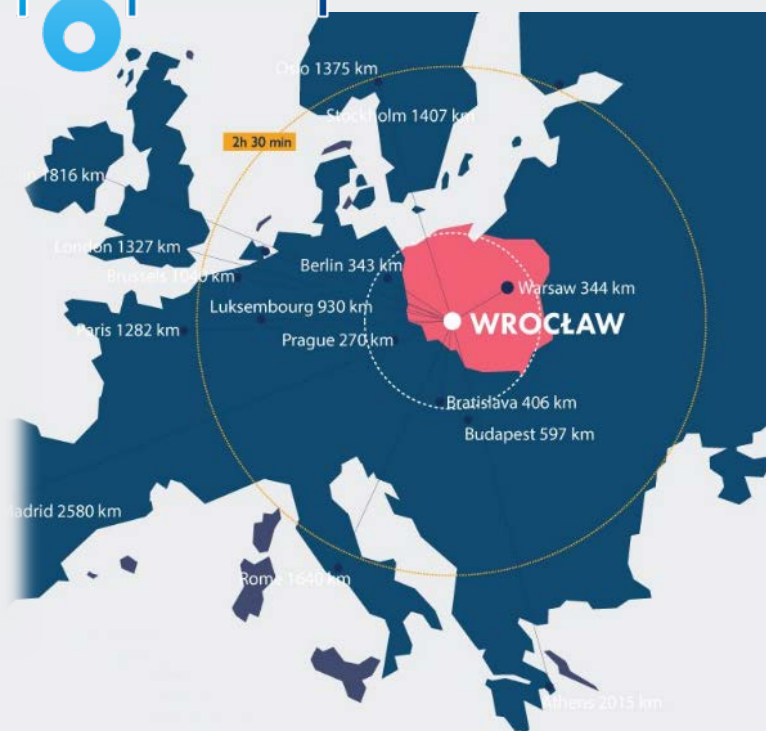 Oslo 1375 km
Stockholm 1407 km
2h 30 min
1816 km
London 1327 km
Brussels 1040 km
Berlin 343 km
Warsaw 344 km
Luksembourg 930 km
WROCŁAW
Paris 1282 km
Prague 270 km
Bratislava 406 km
Budapest 597 km
adrid 2580 km
Rome 1640 km
Athens 2015 km